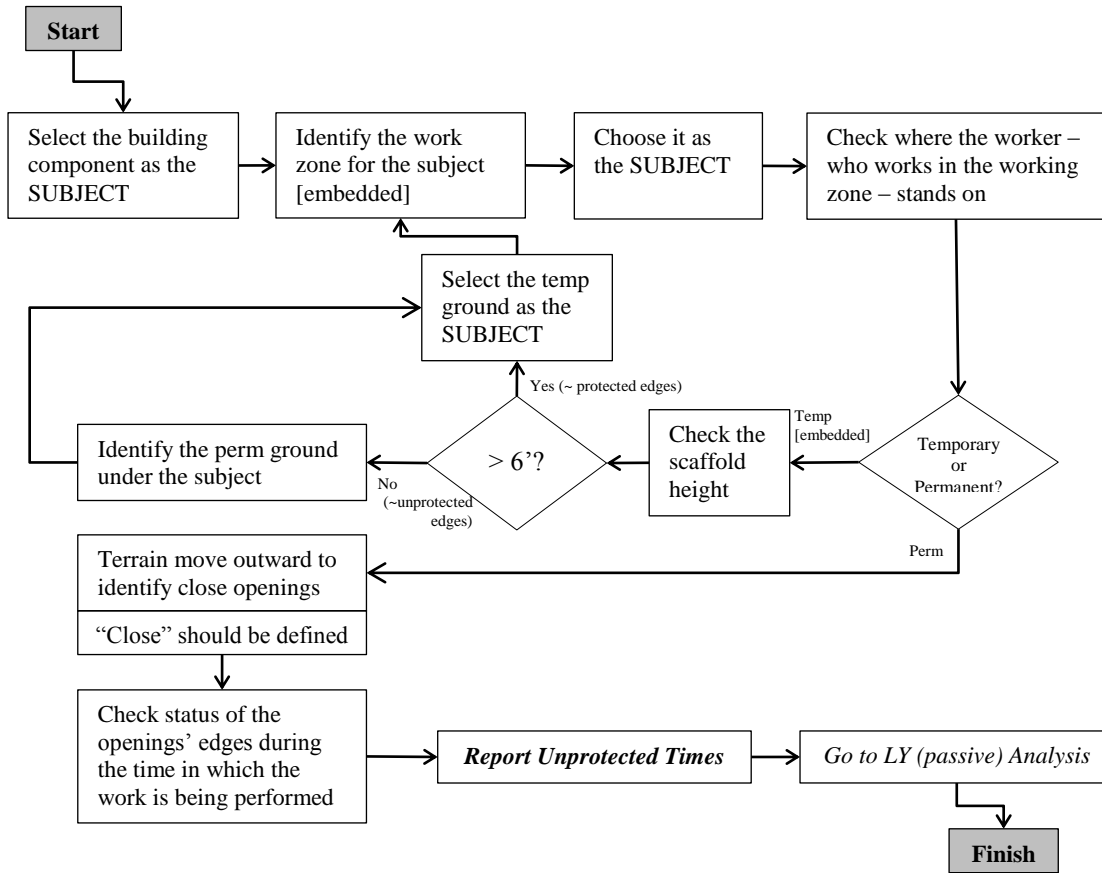 Start
Select the building
component as the
SUBJECT
Identify the work
zone for the subject
[embedded]
Choose it as
the SUBJECT
Check where the worker –
who works in the working
zone – stands on
Select the temp
ground as the
SUBJECT
Yes (~ protected edges)
Identify the perm ground
under the subject
No
(~unprotected
edges)
> 6’?
Check the
scaffold
height
Temp
[embedded]
Temporary
or
Permanent?
Perm
Terrain move outward to
identify close openings
“Close” should be defined
Check status of the
openings’ edges during
the time in which the
work is being performed
Report Unprotected Times
Go to LY (passive) Analysis
Finish